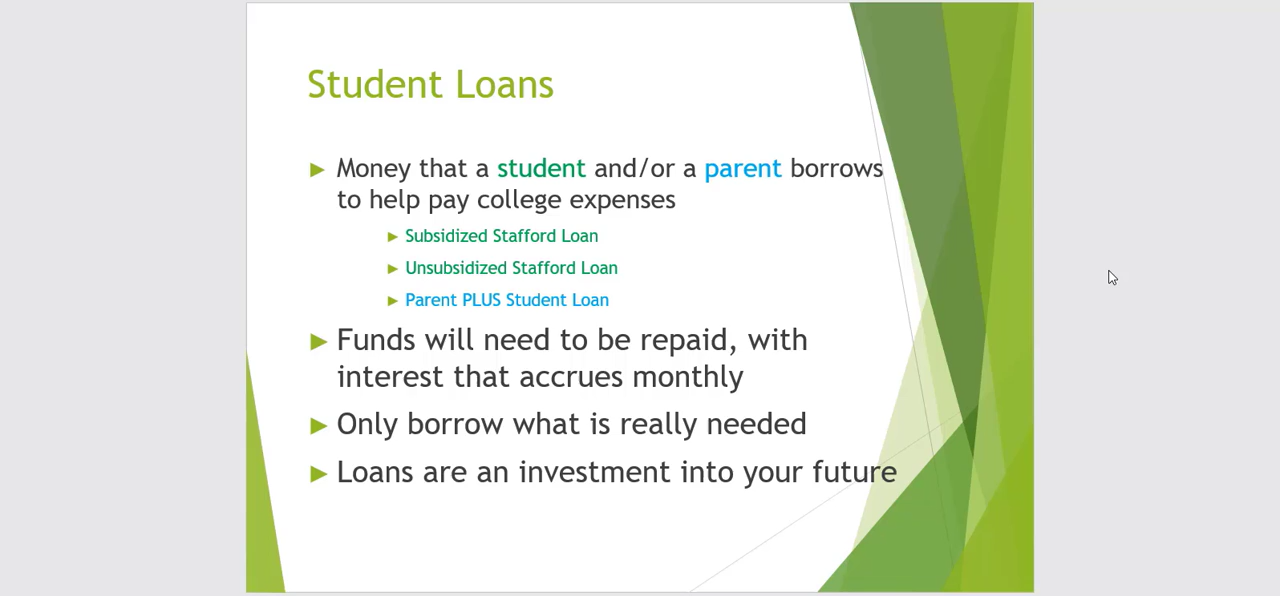 Student Loans
Money that a student and/or a parent borrows
to help pay college expenses
Subsidized Stafford Loan
Unsubsidized Stafford Loan
Parent PLUS Student Loan
Funds will need to be repaid, with
interest that accrues monthly
Only borrow what is really needed
Loans are an investment into your future